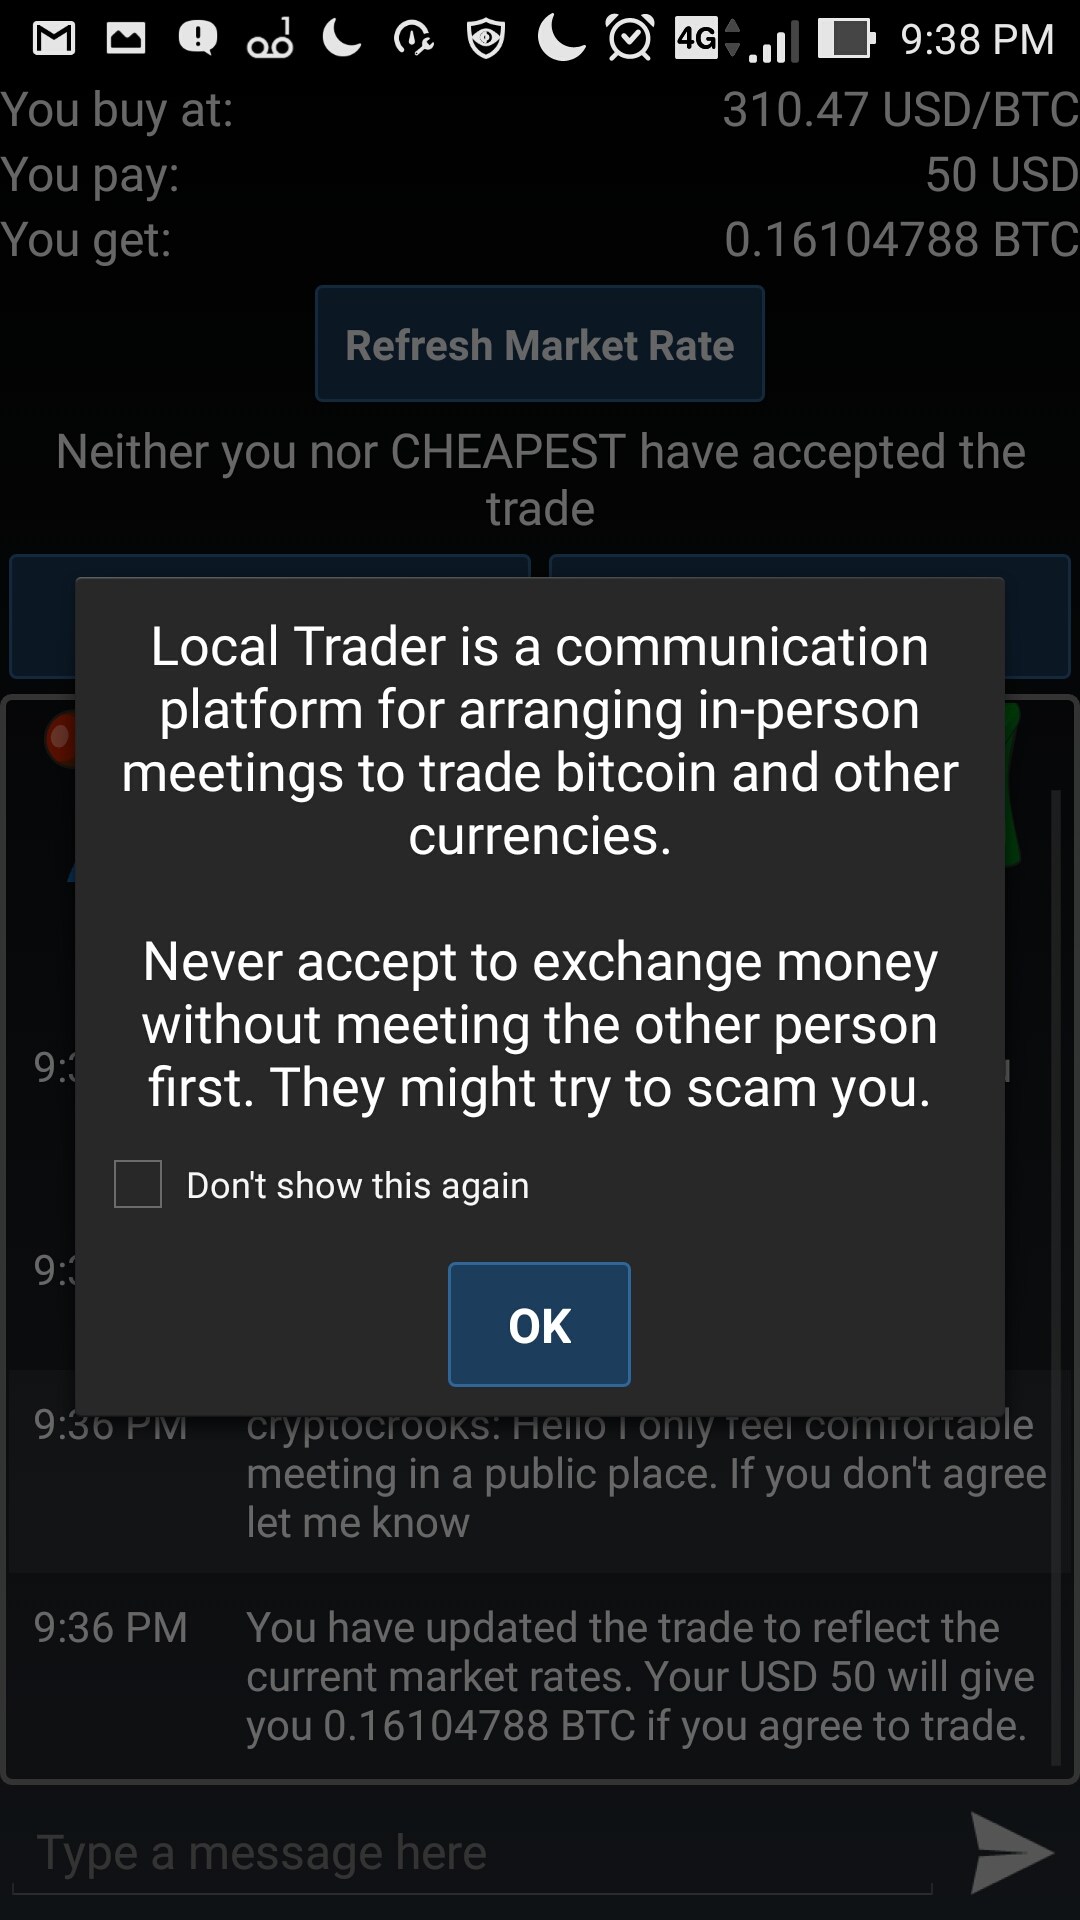 4G 9:38 PM
You buy at: 310.47 USD/BTC
You pay: 50 USD
You get: 0.16104788 BTC
Refresh Market Rate
Neither you nor CHEAPEST have accepted the
trade
Local Trader is a communication
platform for arranging in-person
meetings to trade bitcoin and other
currencies.
Never accept to exchange money
without meeting the other person
first. They might try to scam you.
Don't show this again
OK
9:36 PM cryptocrooks: Hello I only feel comfortable
meeting in a public place. If you don't agree
let me know
9:36 PM You have updated the trade to reflect the
current market rates. Your USD 50 will give
you 0.16104788 BTC if you agree to trade.
Type a message here